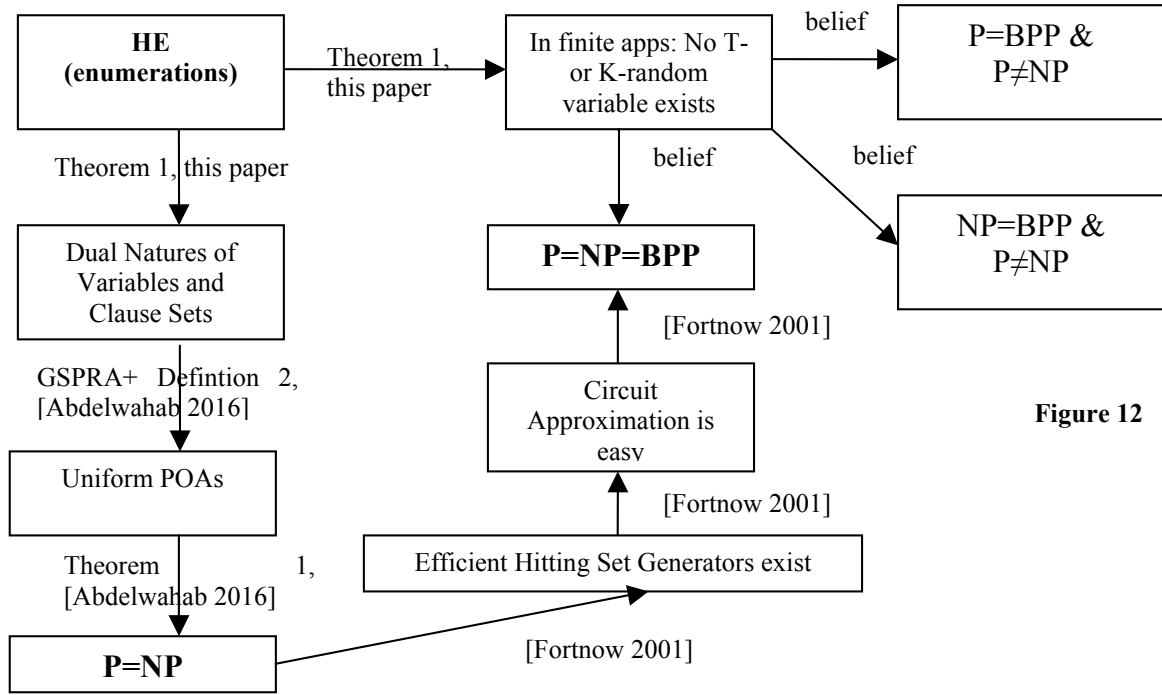 HE
(enumerations)
Theorem 1,
this paper
In finite apps: No T-
or K-random
variable exists
belief
P=BPP &
P≠NP
Theorem 1, this paper
belief
belief
NP=BPP &
P≠NP
Dual Natures of
Variables and
Clause Sets
P=NP=BPP
[Fortnow 2001]
GSPRA+ Defintion 2,
[Abdelwahab 2016]
Circuit
Approximation is
easy
Figure 12
Uniform POAs
[Fortnow 2001]
Theorem 1,
[Abdelwahab 2016]
Efficient Hitting Set Generators exist
P=NP
[Fortnow 2001]